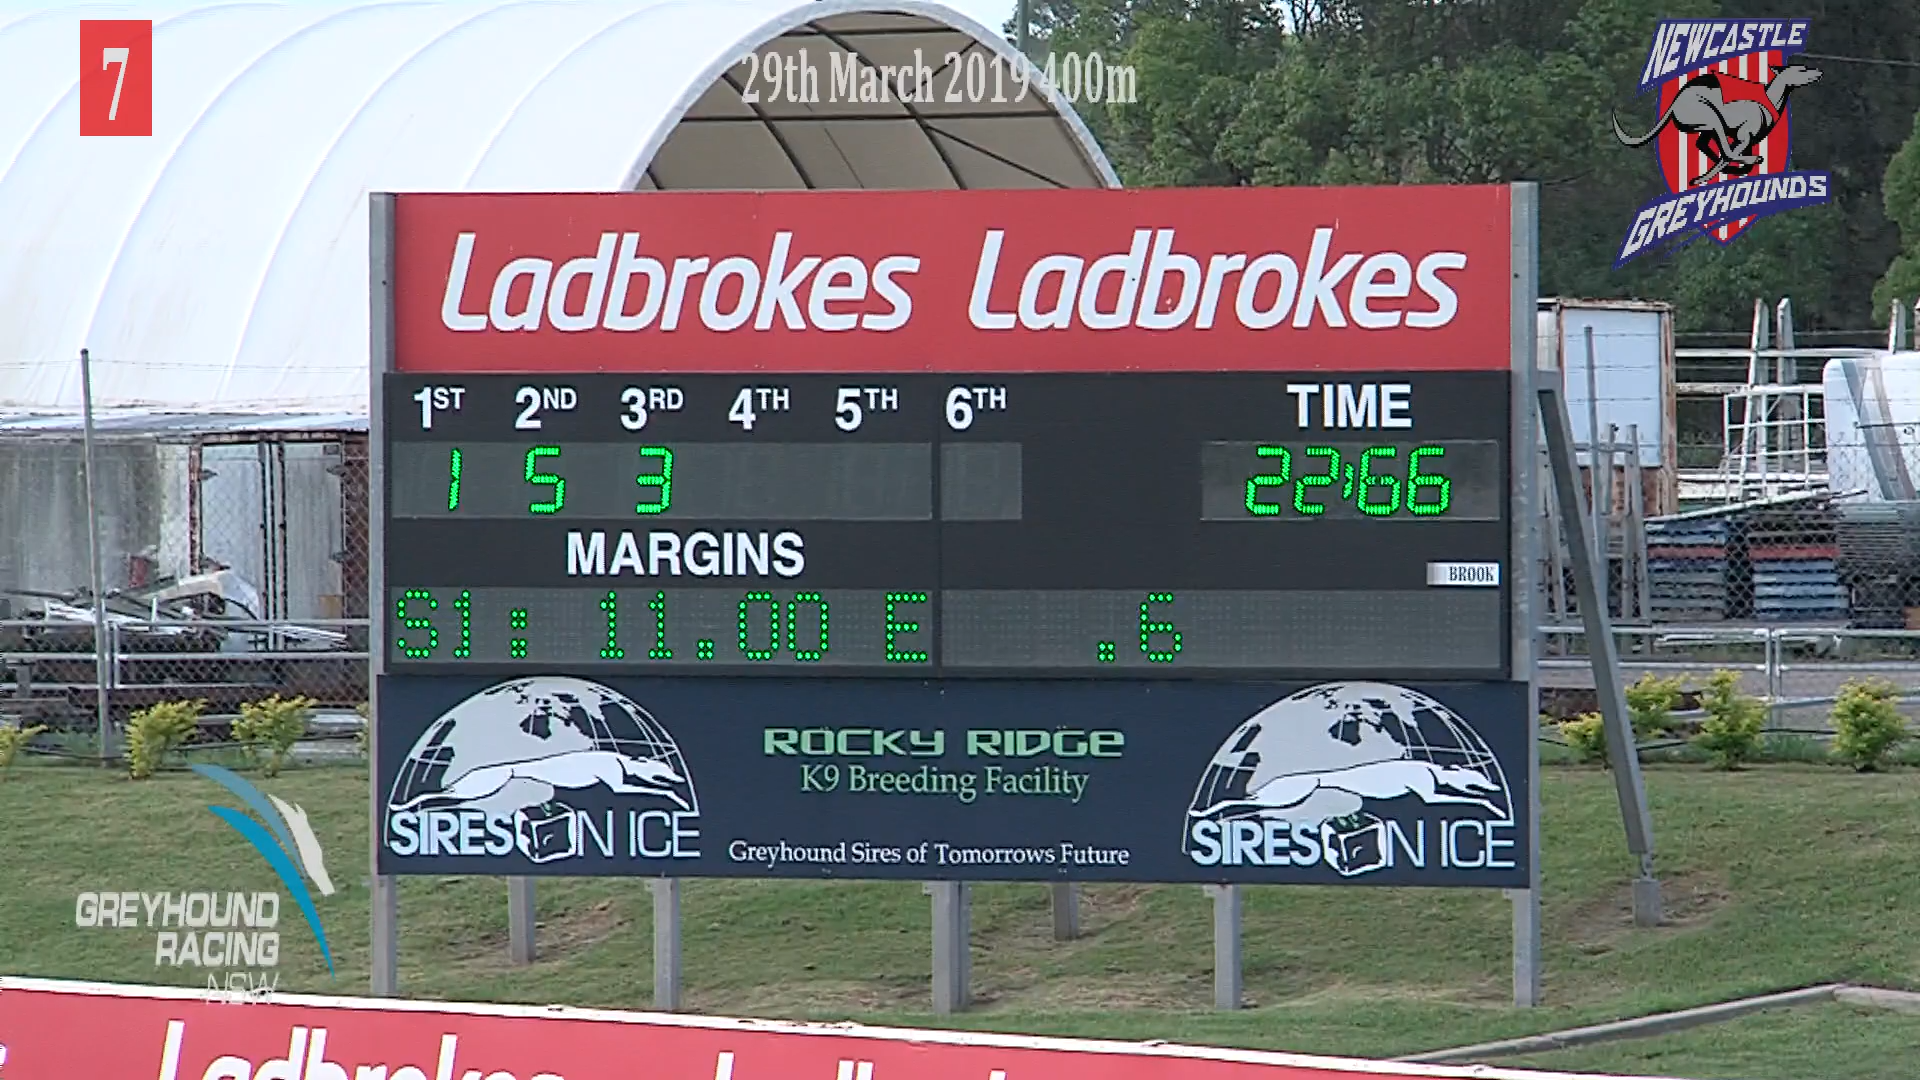 7
29th March 2019 400m
NEWCASTLE
GREYHOUNDS
Ladbrokes Ladbrokes
1ST 2ND 3RD 4TH 5TH 6TH TIME
1 5 3 22:66
MARGINS
BROOK
S1: 11.00 E .6
ROCKY RIDGE
K9 Breeding Facility
SIRES ON ICE
SIRES ON ICE
Greyhound Sires of Tomorrows Future
GREYHOUND
RACING
NSW
Ladbrokes